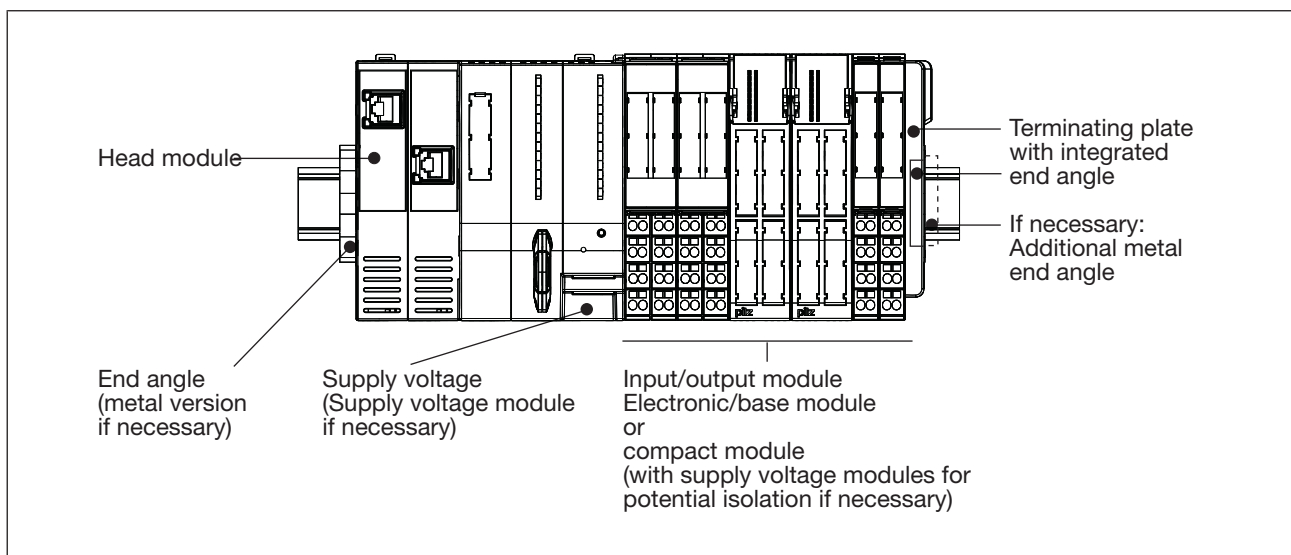 Head module
Terminating plate
with integrated
end angle
If necessary:
Additional metal
end angle
pilz
pilz
End angle
(metal version
if necessary)
Supply voltage
(Supply voltage module
if necessary)
Input/output module
Electronic/base module
or
compact module
(with supply voltage modules for
potential isolation if necessary)